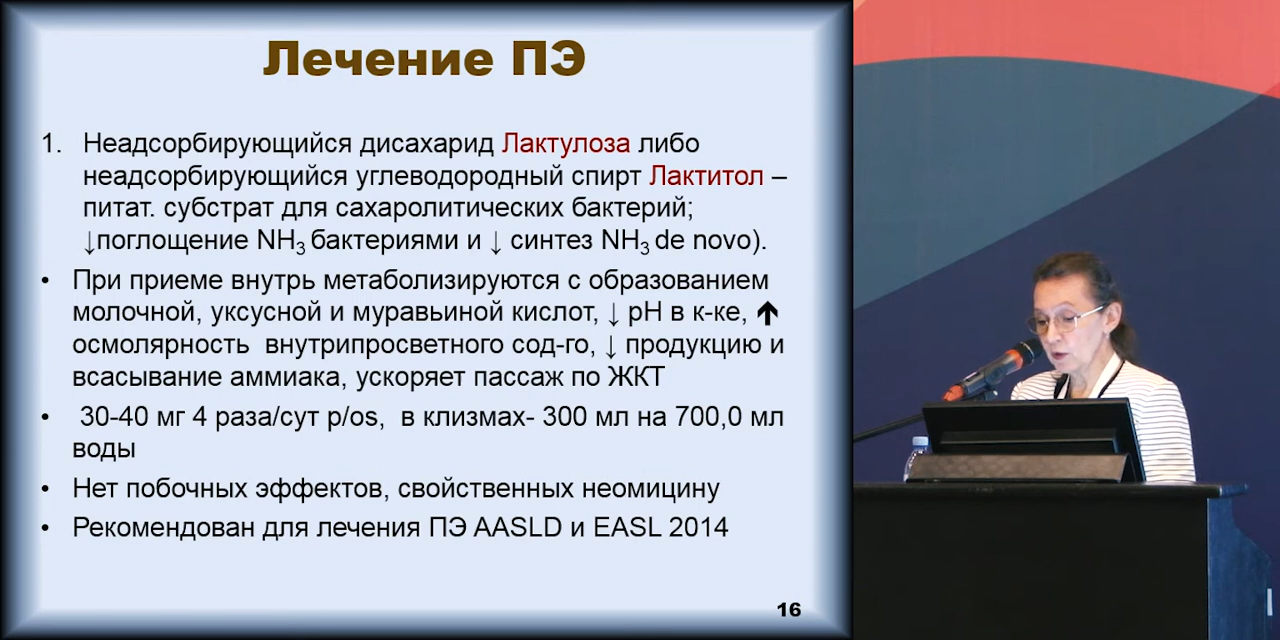 Лечение ПЭ
1. Неадсорбирующийся дисахарид Лактулоза либо
неадсорбирующийся углеводородный спирт Лактитол –
питат. субстрат для сахаролитических бактерий;
↓поглощение NH3 бактериями и ↓ синтез NH3 de novo).
• При приеме внутрь метаболизируются с образованием
молочной, уксусной и муравьиной кислот, ↓ pH в к-ке, 🡹
осмолярность внутрипросветного сод-го, ↓ продукцию и
всасывание аммиака, ускоряет пассаж по ЖКТ
• 30-40 мг 4 раза/сут p/os, в клизмах- 300 мл на 700,0 мл
воды
• Нет побочных эффектов, свойственных неомицину
• Рекомендован для лечения ПЭ AASLD и EASL 2014
16